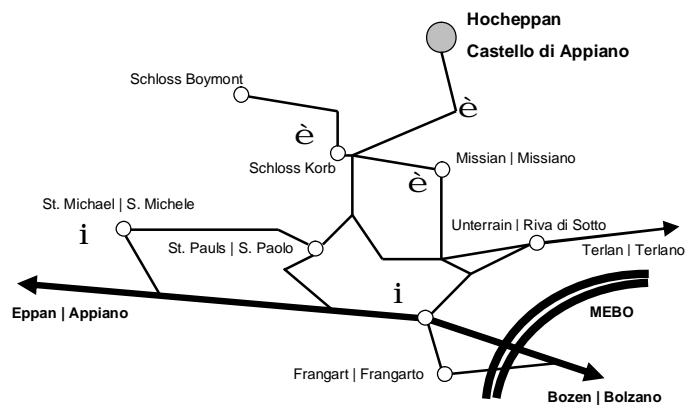 Hocheppan
Castello di Appiano
Schloss Boymont
è
è
Schloss Korb
Missian | Missiano
è
St. Michael | S. Michele
i
St. Pauls | S. Paolo
Unterrain | Riva di Sotto
Terlan | Terlano
i
Eppan | Appiano
MEBO
Frangart | Frangarto
Bozen | Bolzano